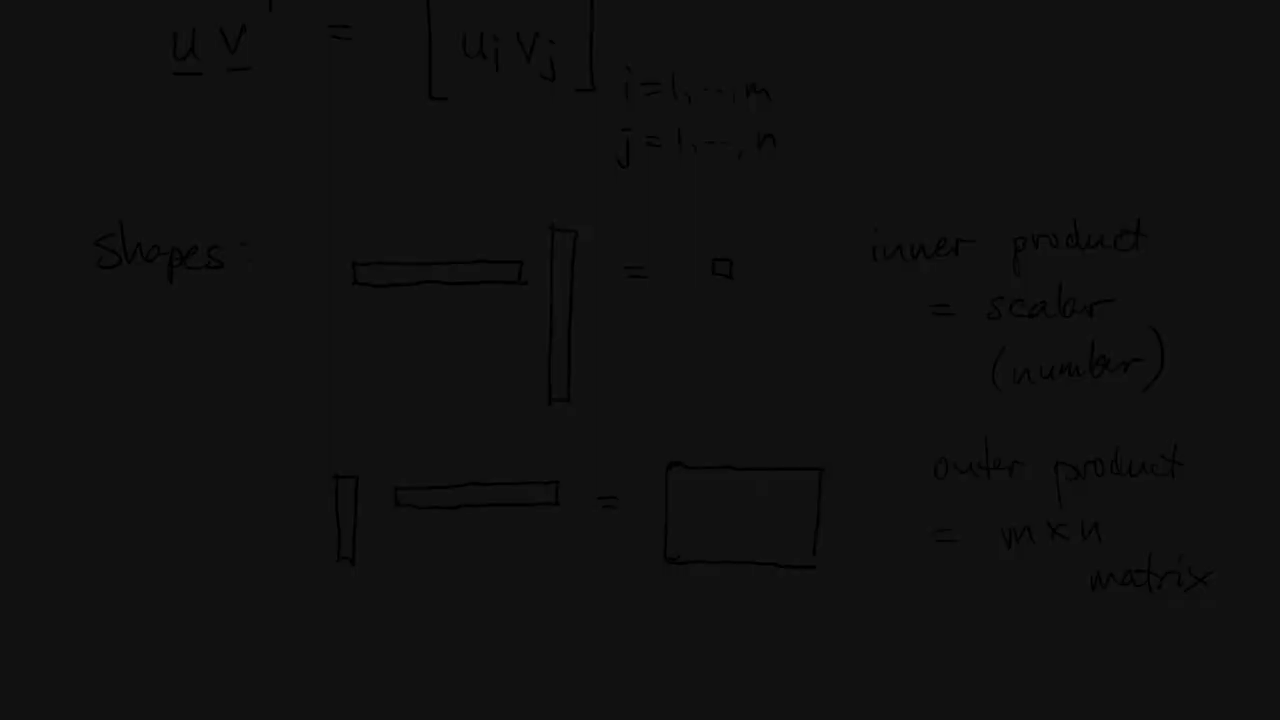 u v =  [ u_i v_j ]
i = 1, ..., m
j = 1, ..., n
Shapes:
=
inner product
= scalar
(number)
=
outer product
= m × n
matrix